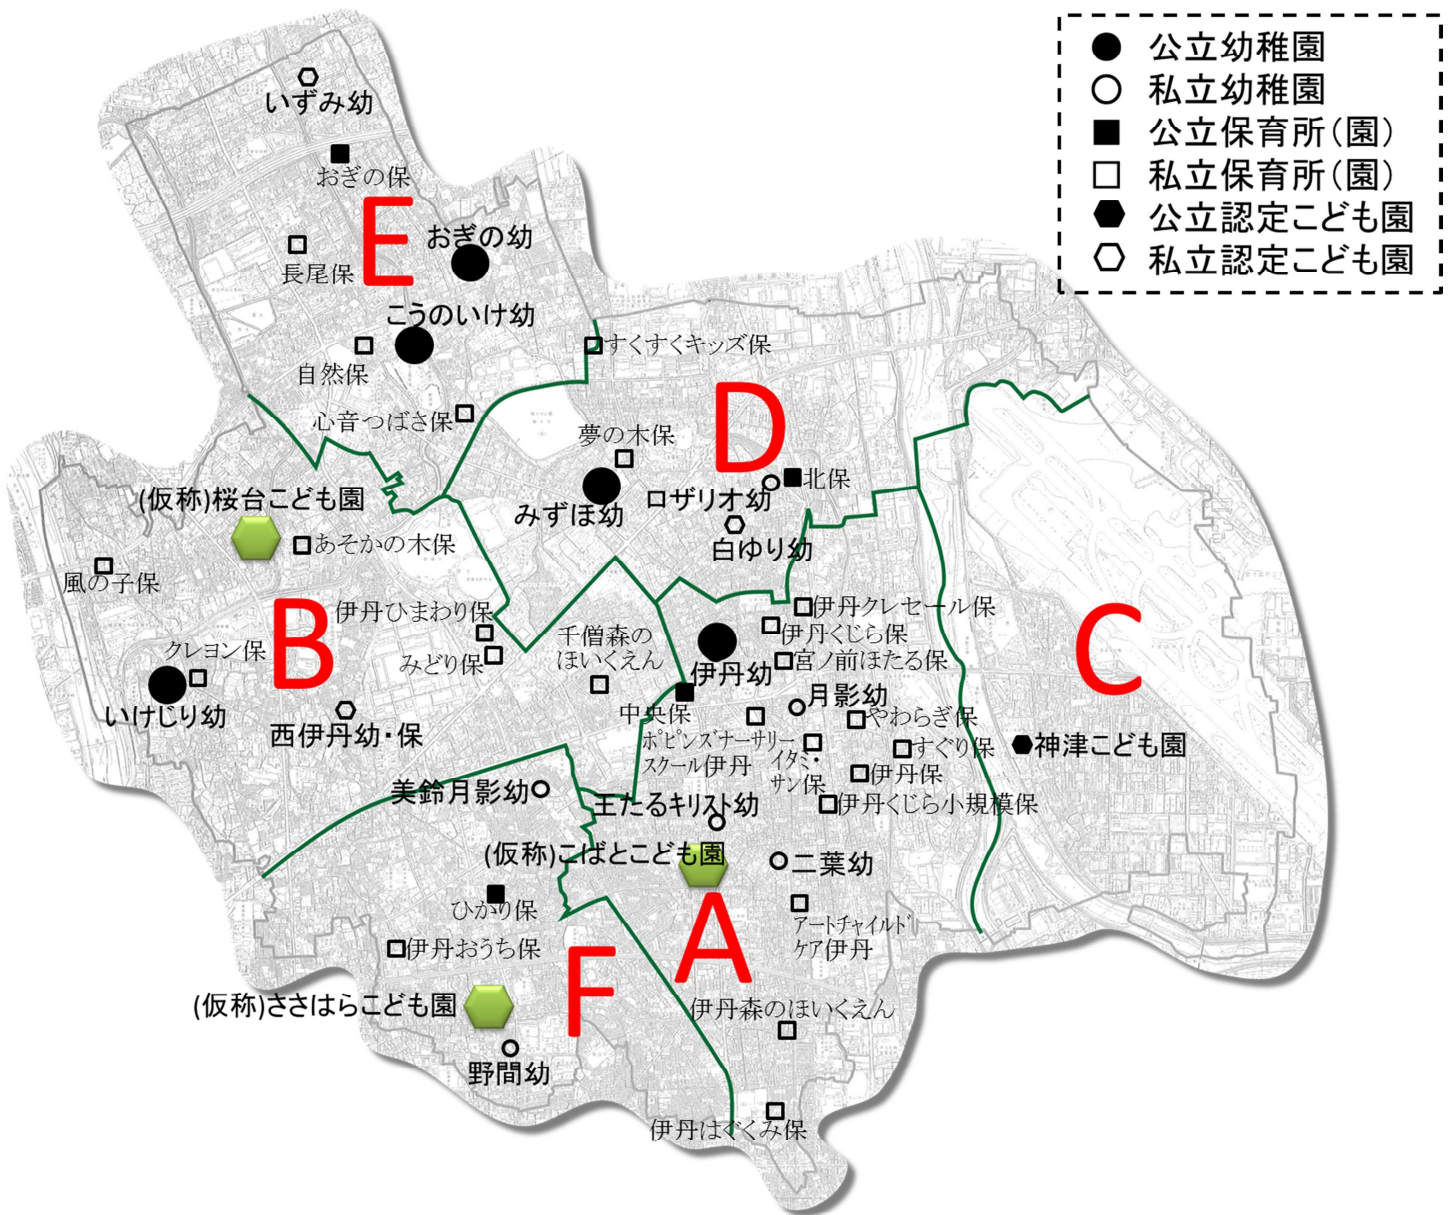 公立幼稚園
私立幼稚園
公立保育所(園)
私立保育所(園)
公立認定こども園
私立認定こども園
いずみ幼
おぎの保
E
おぎの幼
長尾保
こうのいけ幼
自然保
すくすくキッズ保
心音つばさ保
D
夢の木保
みずほ幼
ロザリオ幼
北保
白ゆり幼
(仮称)桜台こども園
あそかの木保
風の子保
B
伊丹ひまわり保
みどり保
クレヨン保
いけじり幼
西伊丹幼・保
千僧森の
ほいくえん
伊丹クレセール保
伊丹くじら保
伊丹幼
宮ノ前ほたる保
C
中央保
月影幼
やわらぎ保
ポピンズナーサリー
スクール伊丹
イタミ・
サン保
すぐり保
伊丹保
神津こども園
美鈴月影幼
王たるキリスト幼
伊丹くじら小規模保
(仮称)こばとこども園
二葉幼
ひかり保
アートチャイルド
ケア伊丹
A
伊丹おうち保
F
(仮称)ささはらこども園
伊丹森のほいくえん
野間幼
伊丹はぐくみ保